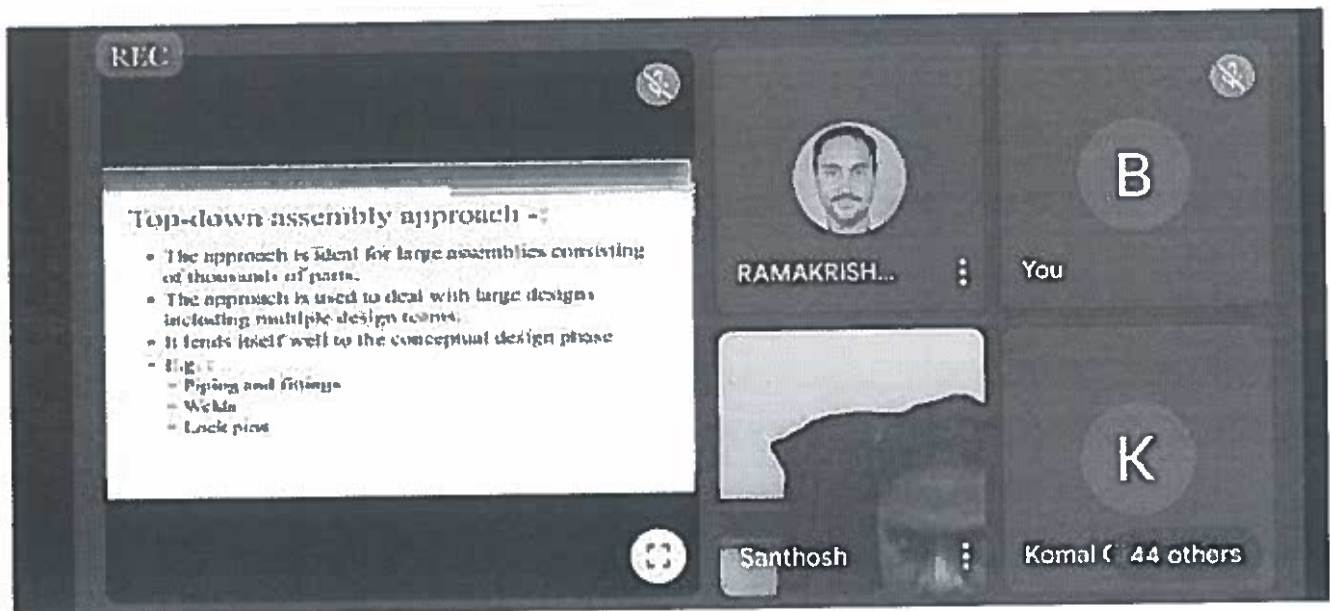 REC
Top-down assembly approach -:
• The approach is ideal for large assemblies consisting
of thousands of parts.
• The approach is used to deal with large designs
including multiple design teams.
• It lends itself well to the conceptual design phase
• E.g.
– Piping and fittings
– Welds
– Lock pins
RAMAKRISH...
B
You
Santhosh
K
Komal 44 others